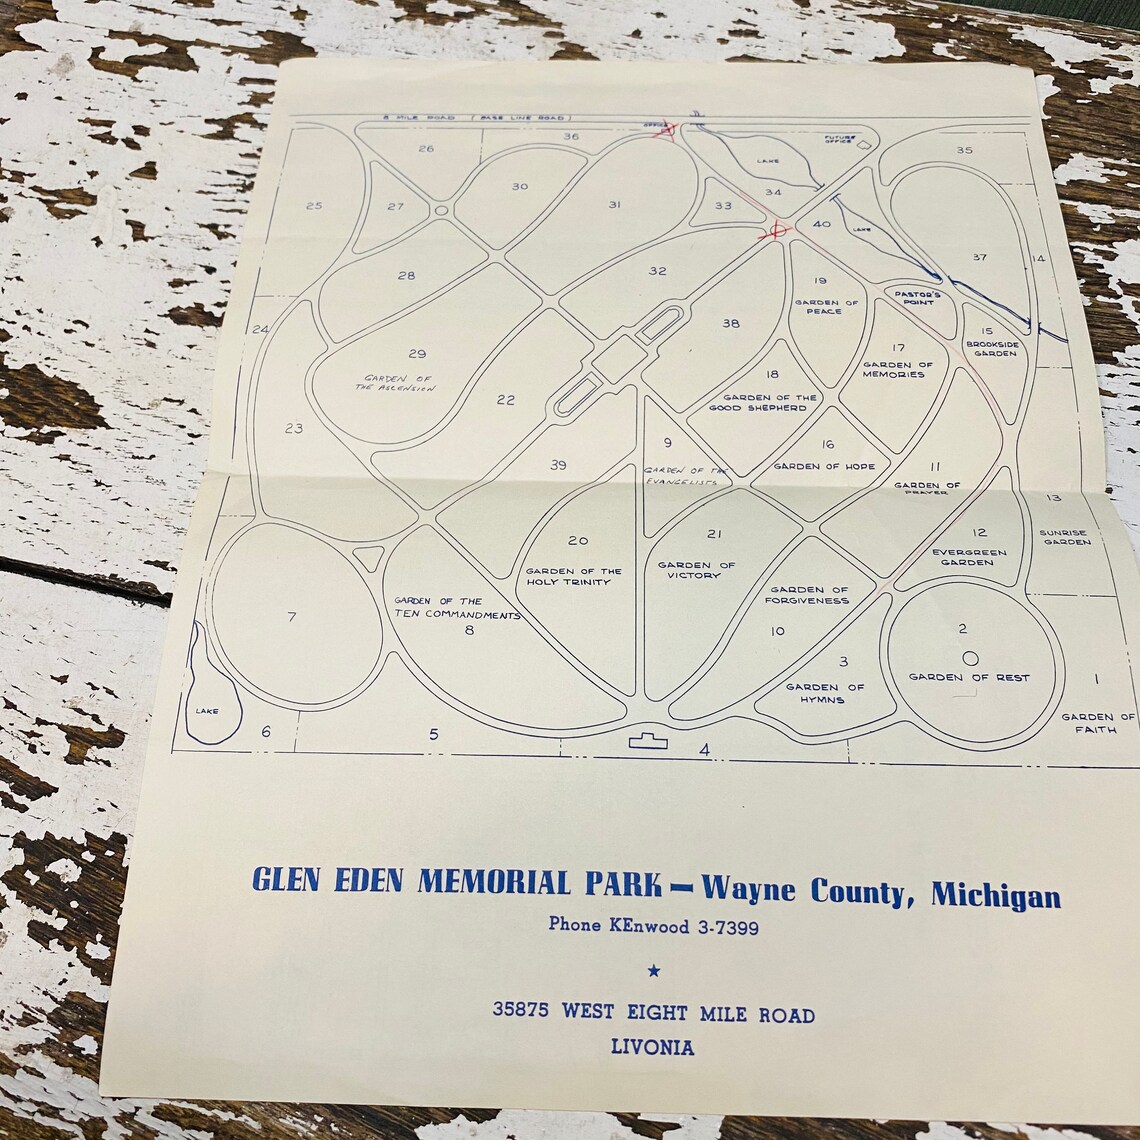 8 MILE ROAD ( BASE LINE ROAD )
OFFICE
36
26
LAKE
FUTURE
OFFICE
35
30
34
25
27
31
33
40
LAKE
37
14
28
32
19
GARDEN OF
PEACE
PASTOR'S
POINT
24
38
15
BROOKSIDE
GARDEN
29
GARDEN OF
THE ASCENSION
17
GARDEN OF
MEMORIES
18
GARDEN OF THE
GOOD SHEPHERD
22
23
9
GARDEN OF THE
EVANGELISTS
16
GARDEN OF HOPE
39
11
GARDEN OF
PRAYER
13
SUNRISE
GARDEN
20
GARDEN OF THE
HOLY TRINITY
21
GARDEN OF
VICTORY
12
EVERGREEN
GARDEN
GARDEN OF
FORGIVENESS
10
7
GARDEN OF THE
TEN COMMANDMENTS
8
2
GARDEN OF REST
3
GARDEN OF
HYMNS
1
GARDEN OF
FAITH
LAKE
6
5
4
GLEN EDEN MEMORIAL PARK — Wayne County, Michigan
Phone KEnwood 3-7399
35875 WEST EIGHT MILE ROAD
LIVONIA